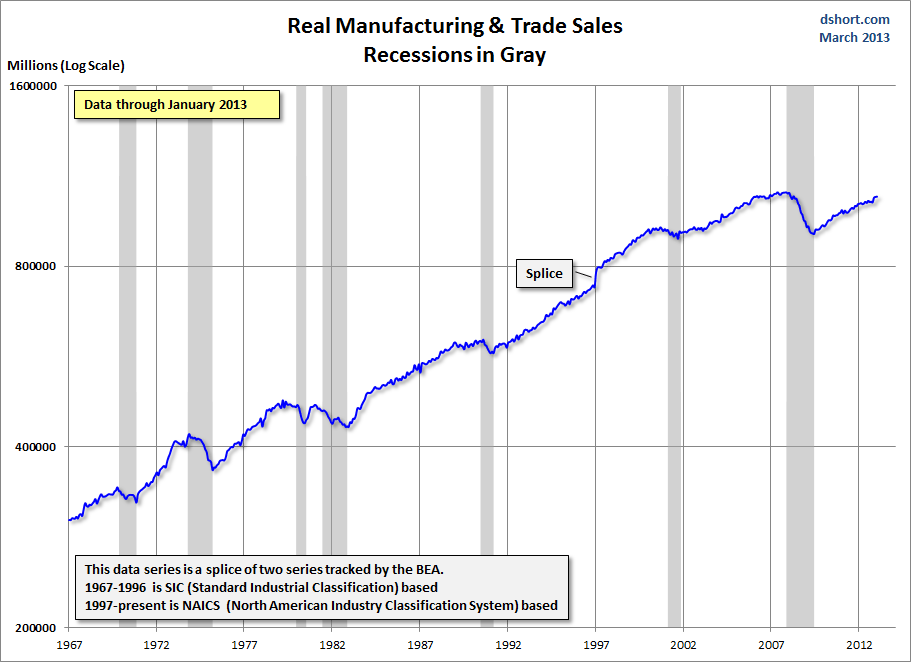 Real Manufacturing & Trade Sales
Recessions in Gray
dshort.com
March 2013
Millions (Log Scale)
1600000
Data through January 2013
Splice
800000
400000
This data series is a splice of two series tracked by the BEA.
1967-1996 is SIC (Standard Industrial Classification) based
1997-present is NAICS (North American Industry Classification System) based
200000
1967 1972 1977 1982 1987 1992 1997 2002 2007 2012